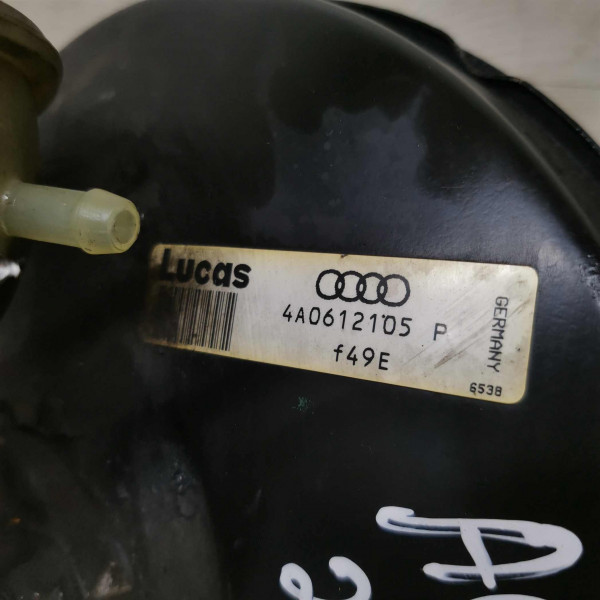 Lucas
4A0612105 P
f49E
GERMANY
6538